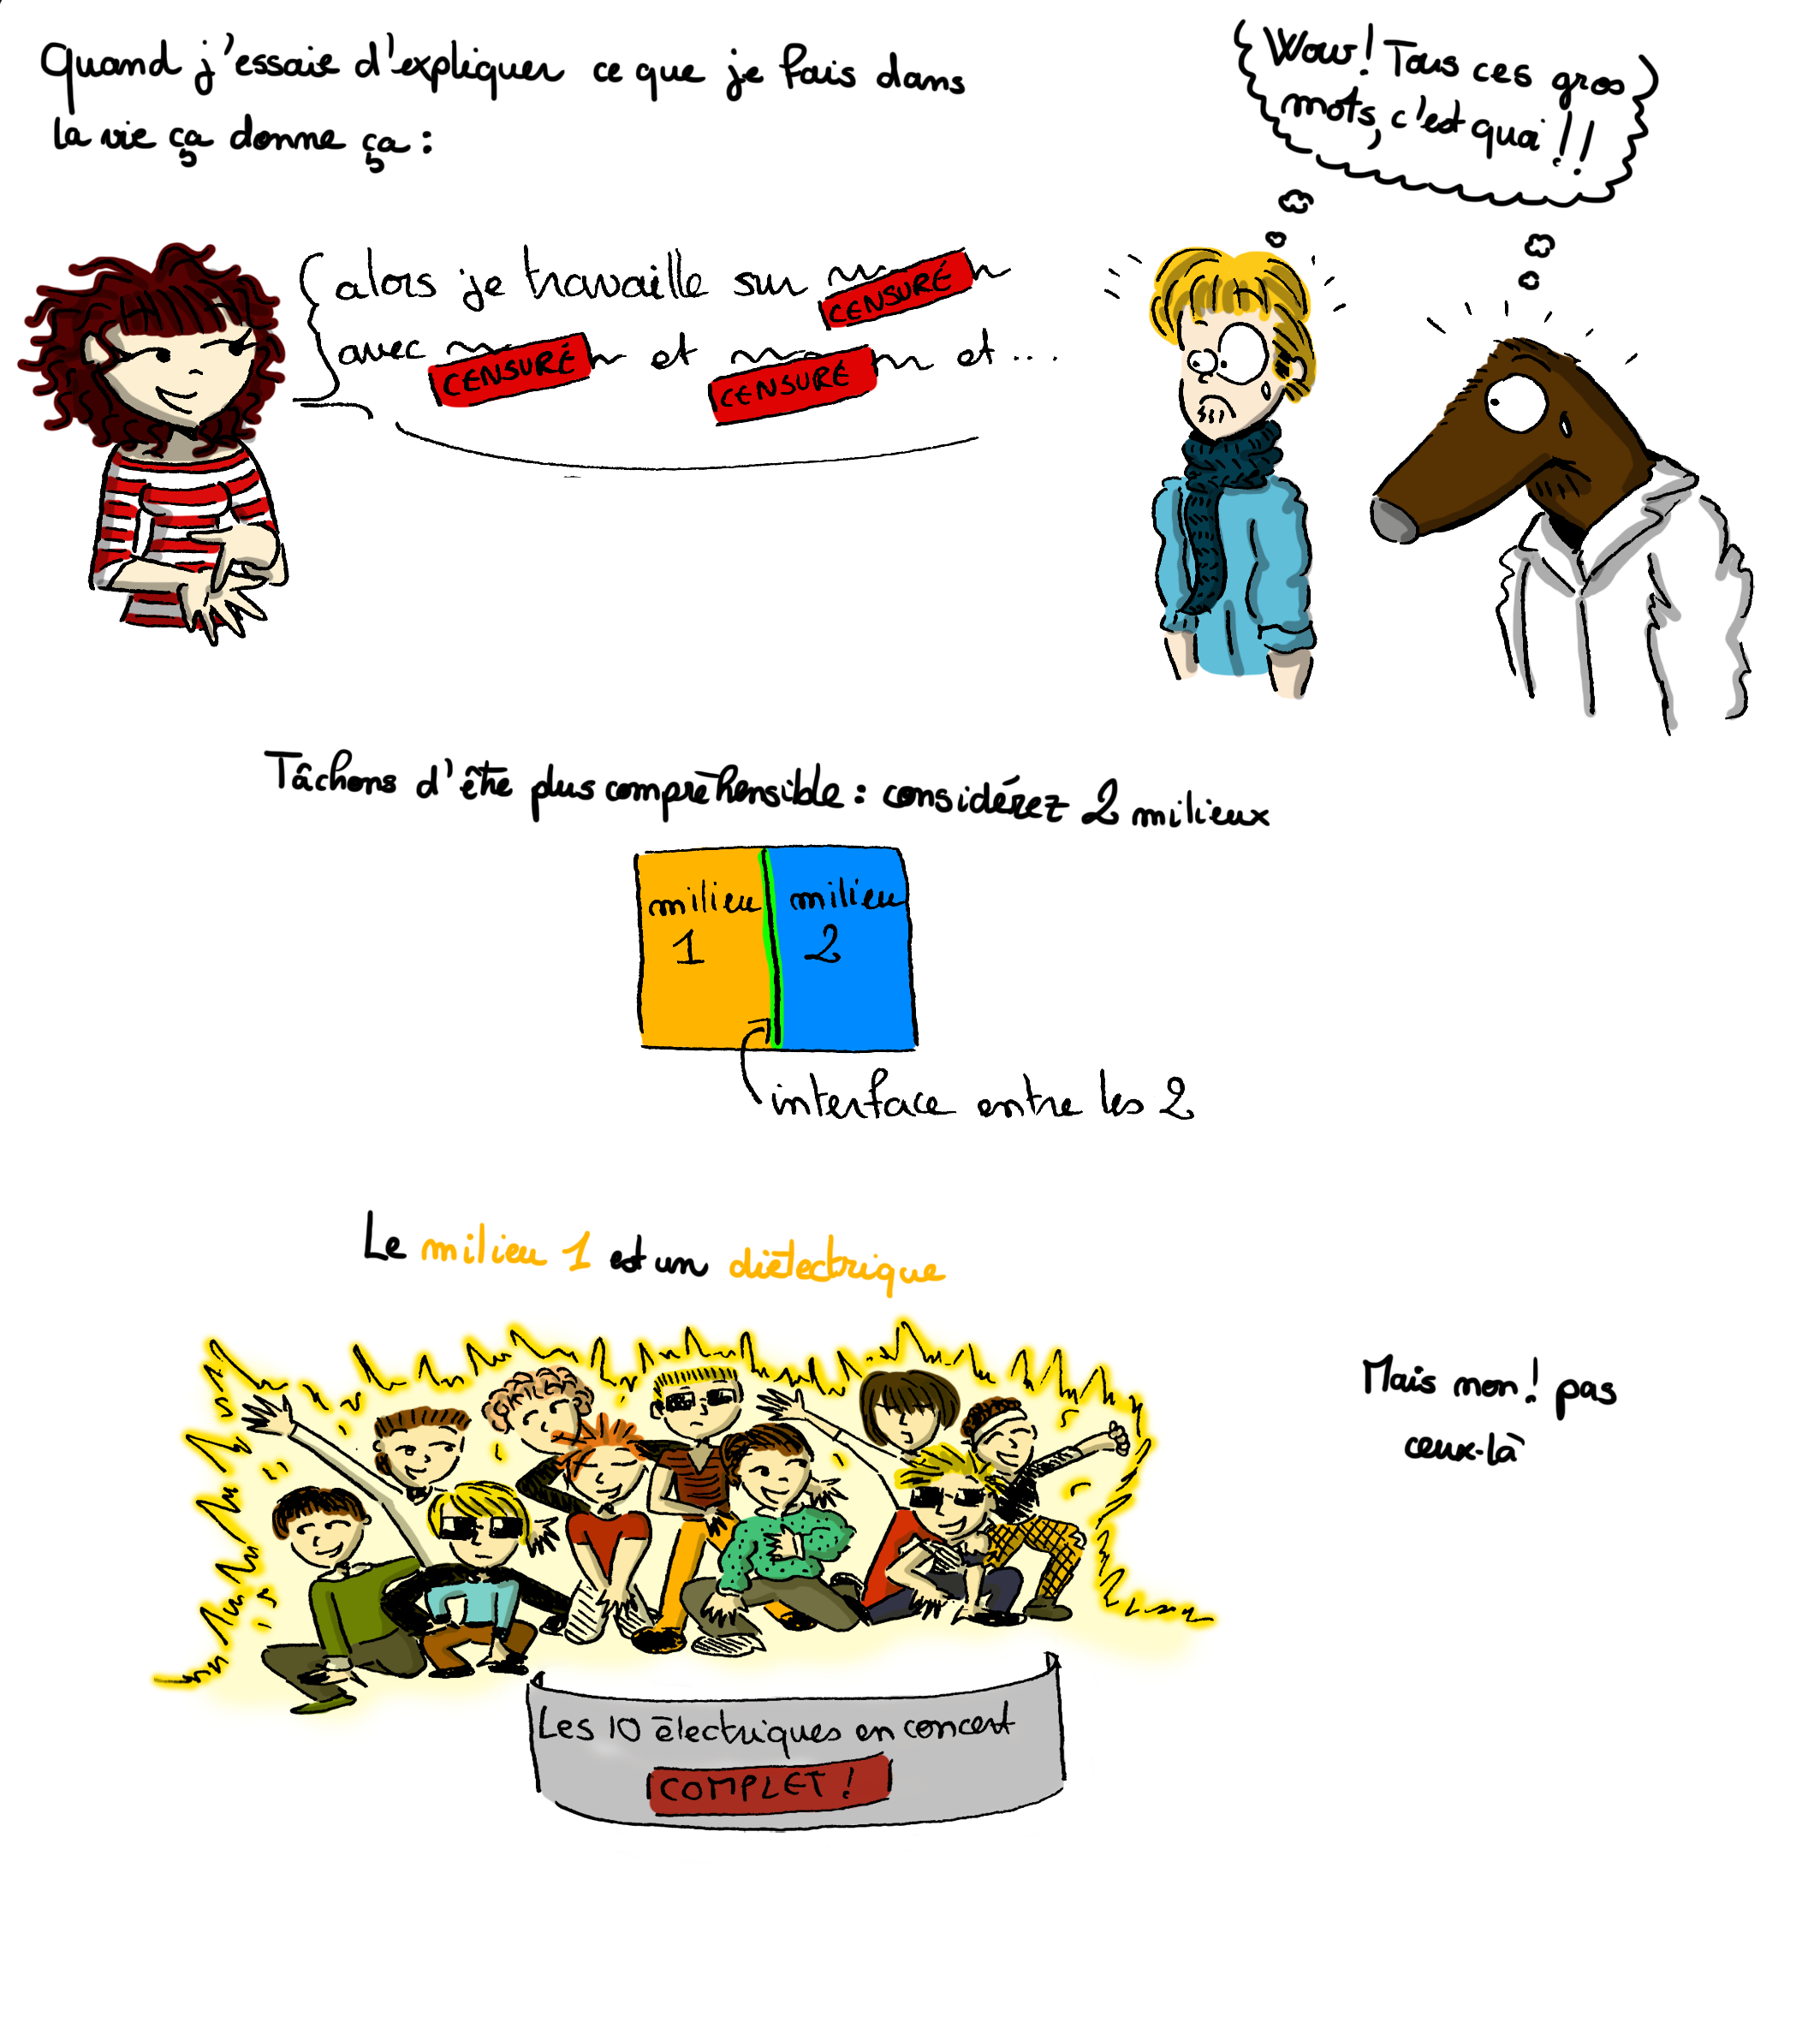 Quand j'essaie d'expliquer ce que je fais dans
la vie ça donne ça :
Wow! Tous ces gros
mots, c'est quoi !!
alors je travaille sur
CENSURÉ
avec et et ...
CENSURÉ
CENSURÉ
Tâchons d'être plus compréhensible : considérez 2 milieux
milieu
1
milieu
2
interface entre les 2
Le milieu 1 est un diélectrique
Mais non! pas
ceux-là
Les 10 électriques en concert
COMPLET !